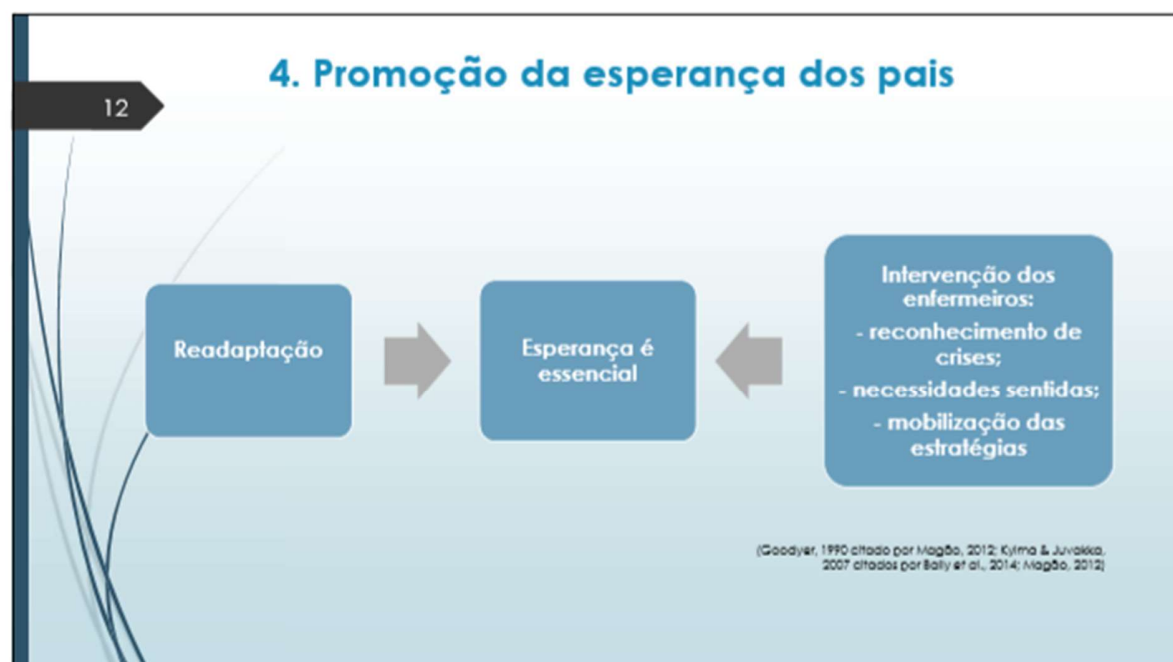 4. Promoção da esperança dos pais
12
Readaptação
Esperança é
essencial
Intervenção dos
enfermeiros:
- reconhecimento de
crises;
- necessidades sentidas;
- mobilização das
estratégias
(Goodyer, 1990 citado por Magão, 2012; Kylma & Juvakka,
2007 citados por Bally et al., 2014; Magão, 2012)